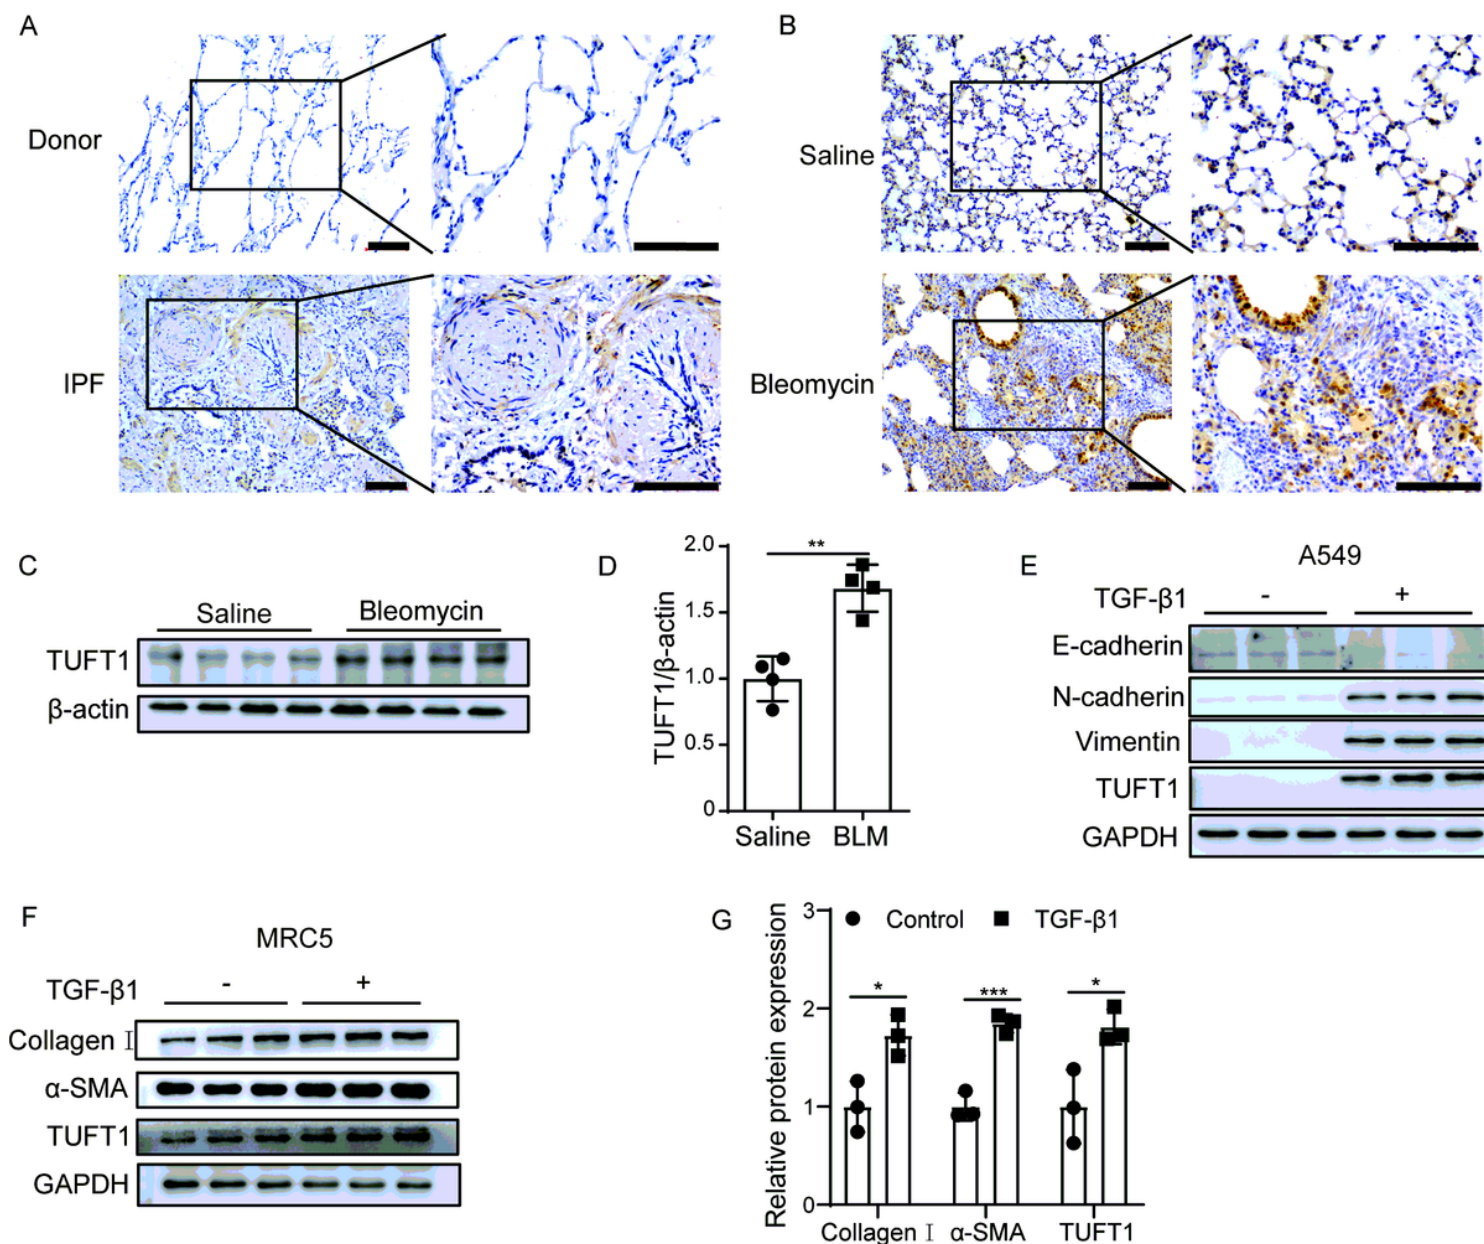 A
B
Donor
Saline
IPF
Bleomycin
C
Saline
Bleomycin
TUFT1
β-actin
D
**
TUFT1/β-actin
2.0
1.5
1.0
0.5
0
Saline
BLM
E
A549
TGF-β1
-
+
E-cadherin
N-cadherin
Vimentin
TUFT1
GAPDH
F
MRC5
TGF-β1
-
+
Collagen I
α-SMA
TUFT1
GAPDH
G
Control
TGF-β1
Relative protein expression
3
2
1
0
*
***
*
Collagen I
α-SMA
TUFT1